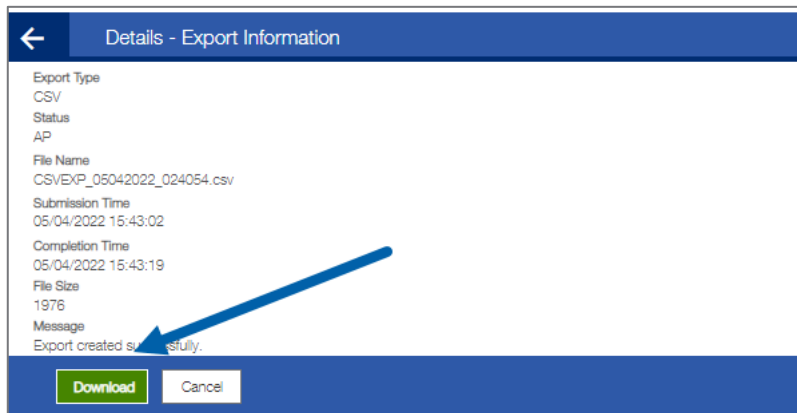 Details - Export Information
Export Type
CSV
Status
AP
File Name
CSVEXP_05042022_024054.csv
Submission Time
05/04/2022 15:43:02
Completion Time
05/04/2022 15:43:19
File Size
1976
Message
Export created successfully.
Download Cancel